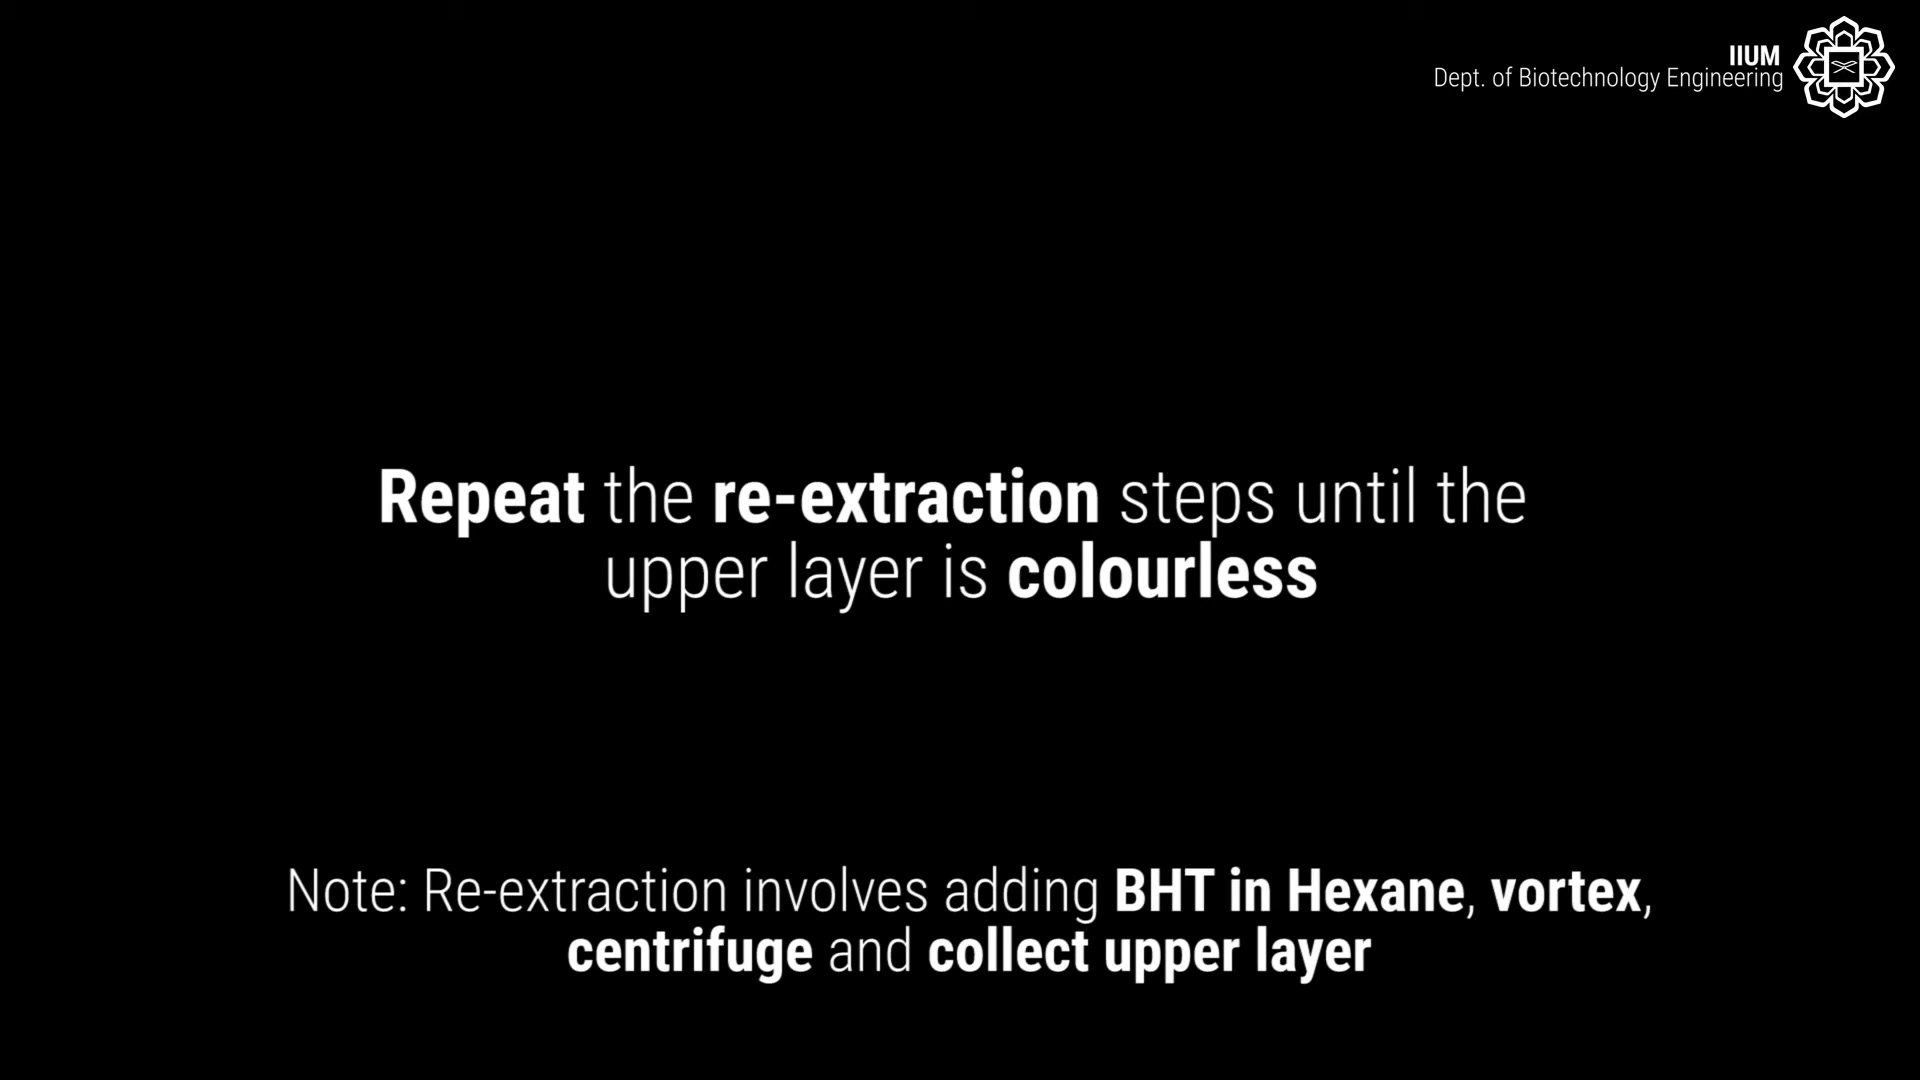 IIUM
Dept. of Biotechnology Engineering
Repeat the re-extraction steps until the
upper layer is colourless
Note: Re-extraction involves adding BHT in Hexane, vortex,
centrifuge and collect upper layer